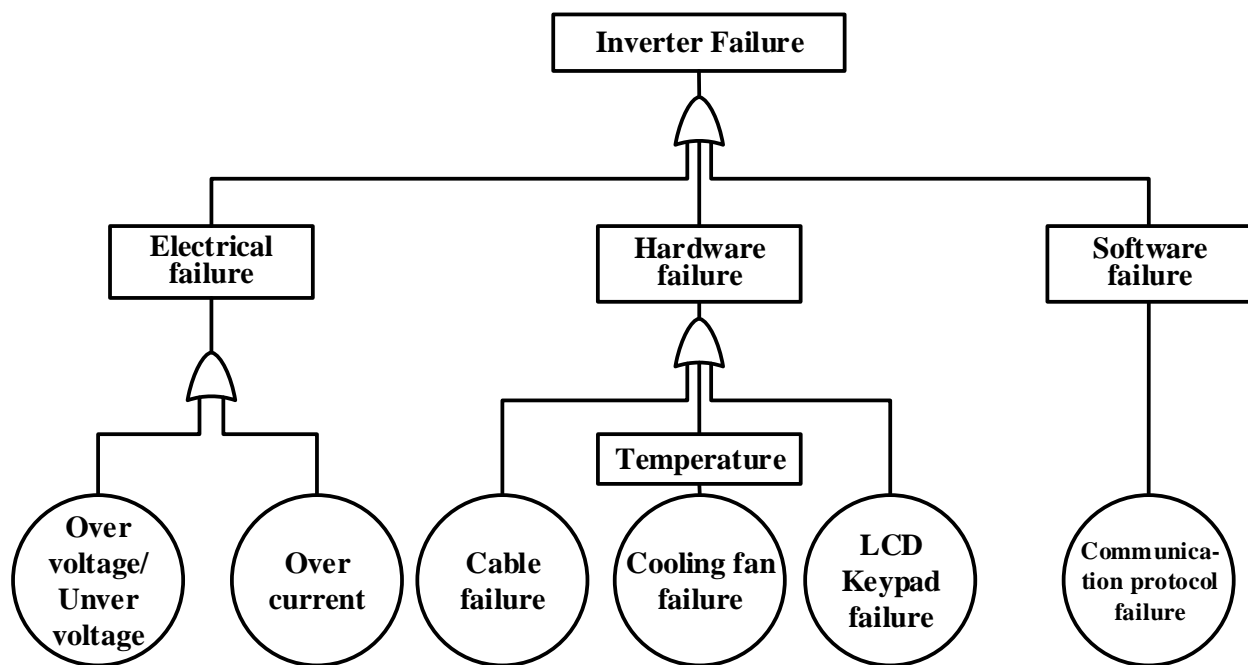 Inverter Failure
Electrical
failure
Hardware
failure
Software
failure
Temperature
Over
voltage/
Unver
voltage
Over
current
Cable
failure
Cooling fan
failure
LCD
Keypad
failure
Communica-
tion protocol
failure